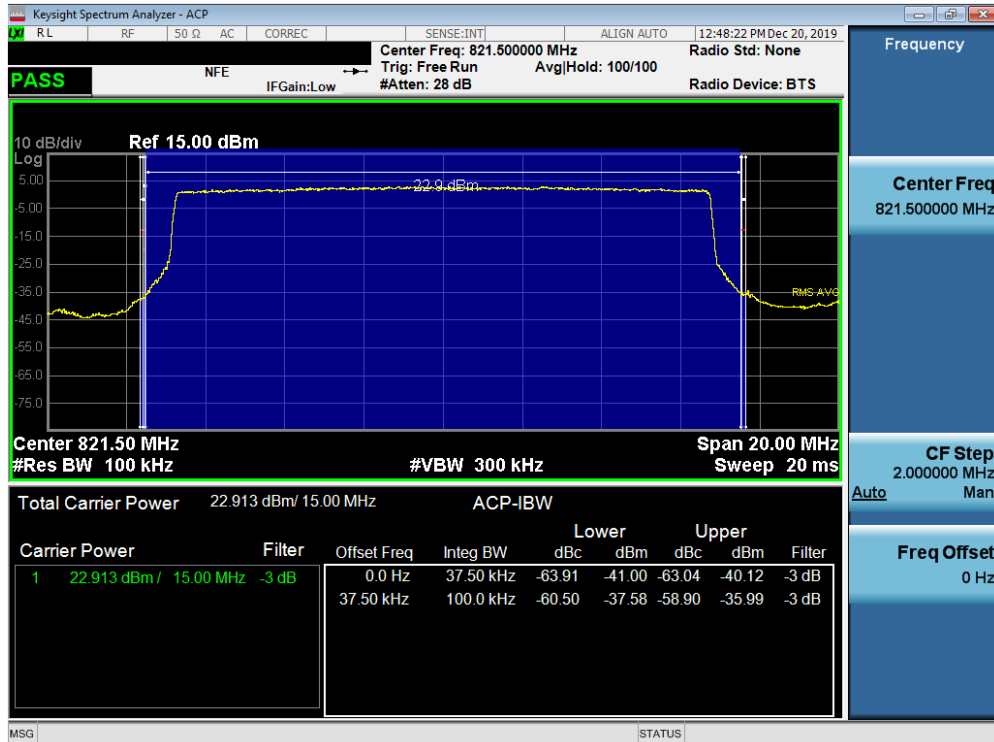 Keysight Spectrum Analyzer - ACP
LXI RL RF 50 Ω AC CORREC SENSE:INT ALIGN AUTO 12:48:22 PM Dec 20, 2019
Center Freq: 821.500000 MHz Radio Std: None
PASS NFE Trig: Free Run Avg|Hold: 100/100
IFGain:Low #Atten: 28 dB Radio Device: BTS
10 dB/div Ref 15.00 dBm
Log
22.9 dBm
5.00
-5.00
-15.0
-25.0
-35.0
RMS AVG
-45.0
-55.0
-65.0
-75.0
Center 821.50 MHz Span 20.00 MHz
#Res BW 100 kHz #VBW 300 kHz Sweep 20 ms
Total Carrier Power 22.913 dBm/ 15.00 MHz ACP-IBW
Lower Upper
Carrier Power Filter Offset Freq Integ BW dBc dBm dBc dBm Filter
1 22.913 dBm / 15.00 MHz -3 dB 0.0 Hz 37.50 kHz -63.91 -41.00 -63.04 -40.12 -3 dB
37.50 kHz 100.0 kHz -60.50 -37.58 -58.90 -35.99 -3 dB
Frequency
Center Freq
821.500000 MHz
CF Step
2.000000 MHz
Auto Man
Freq Offset
0 Hz
MSG STATUS